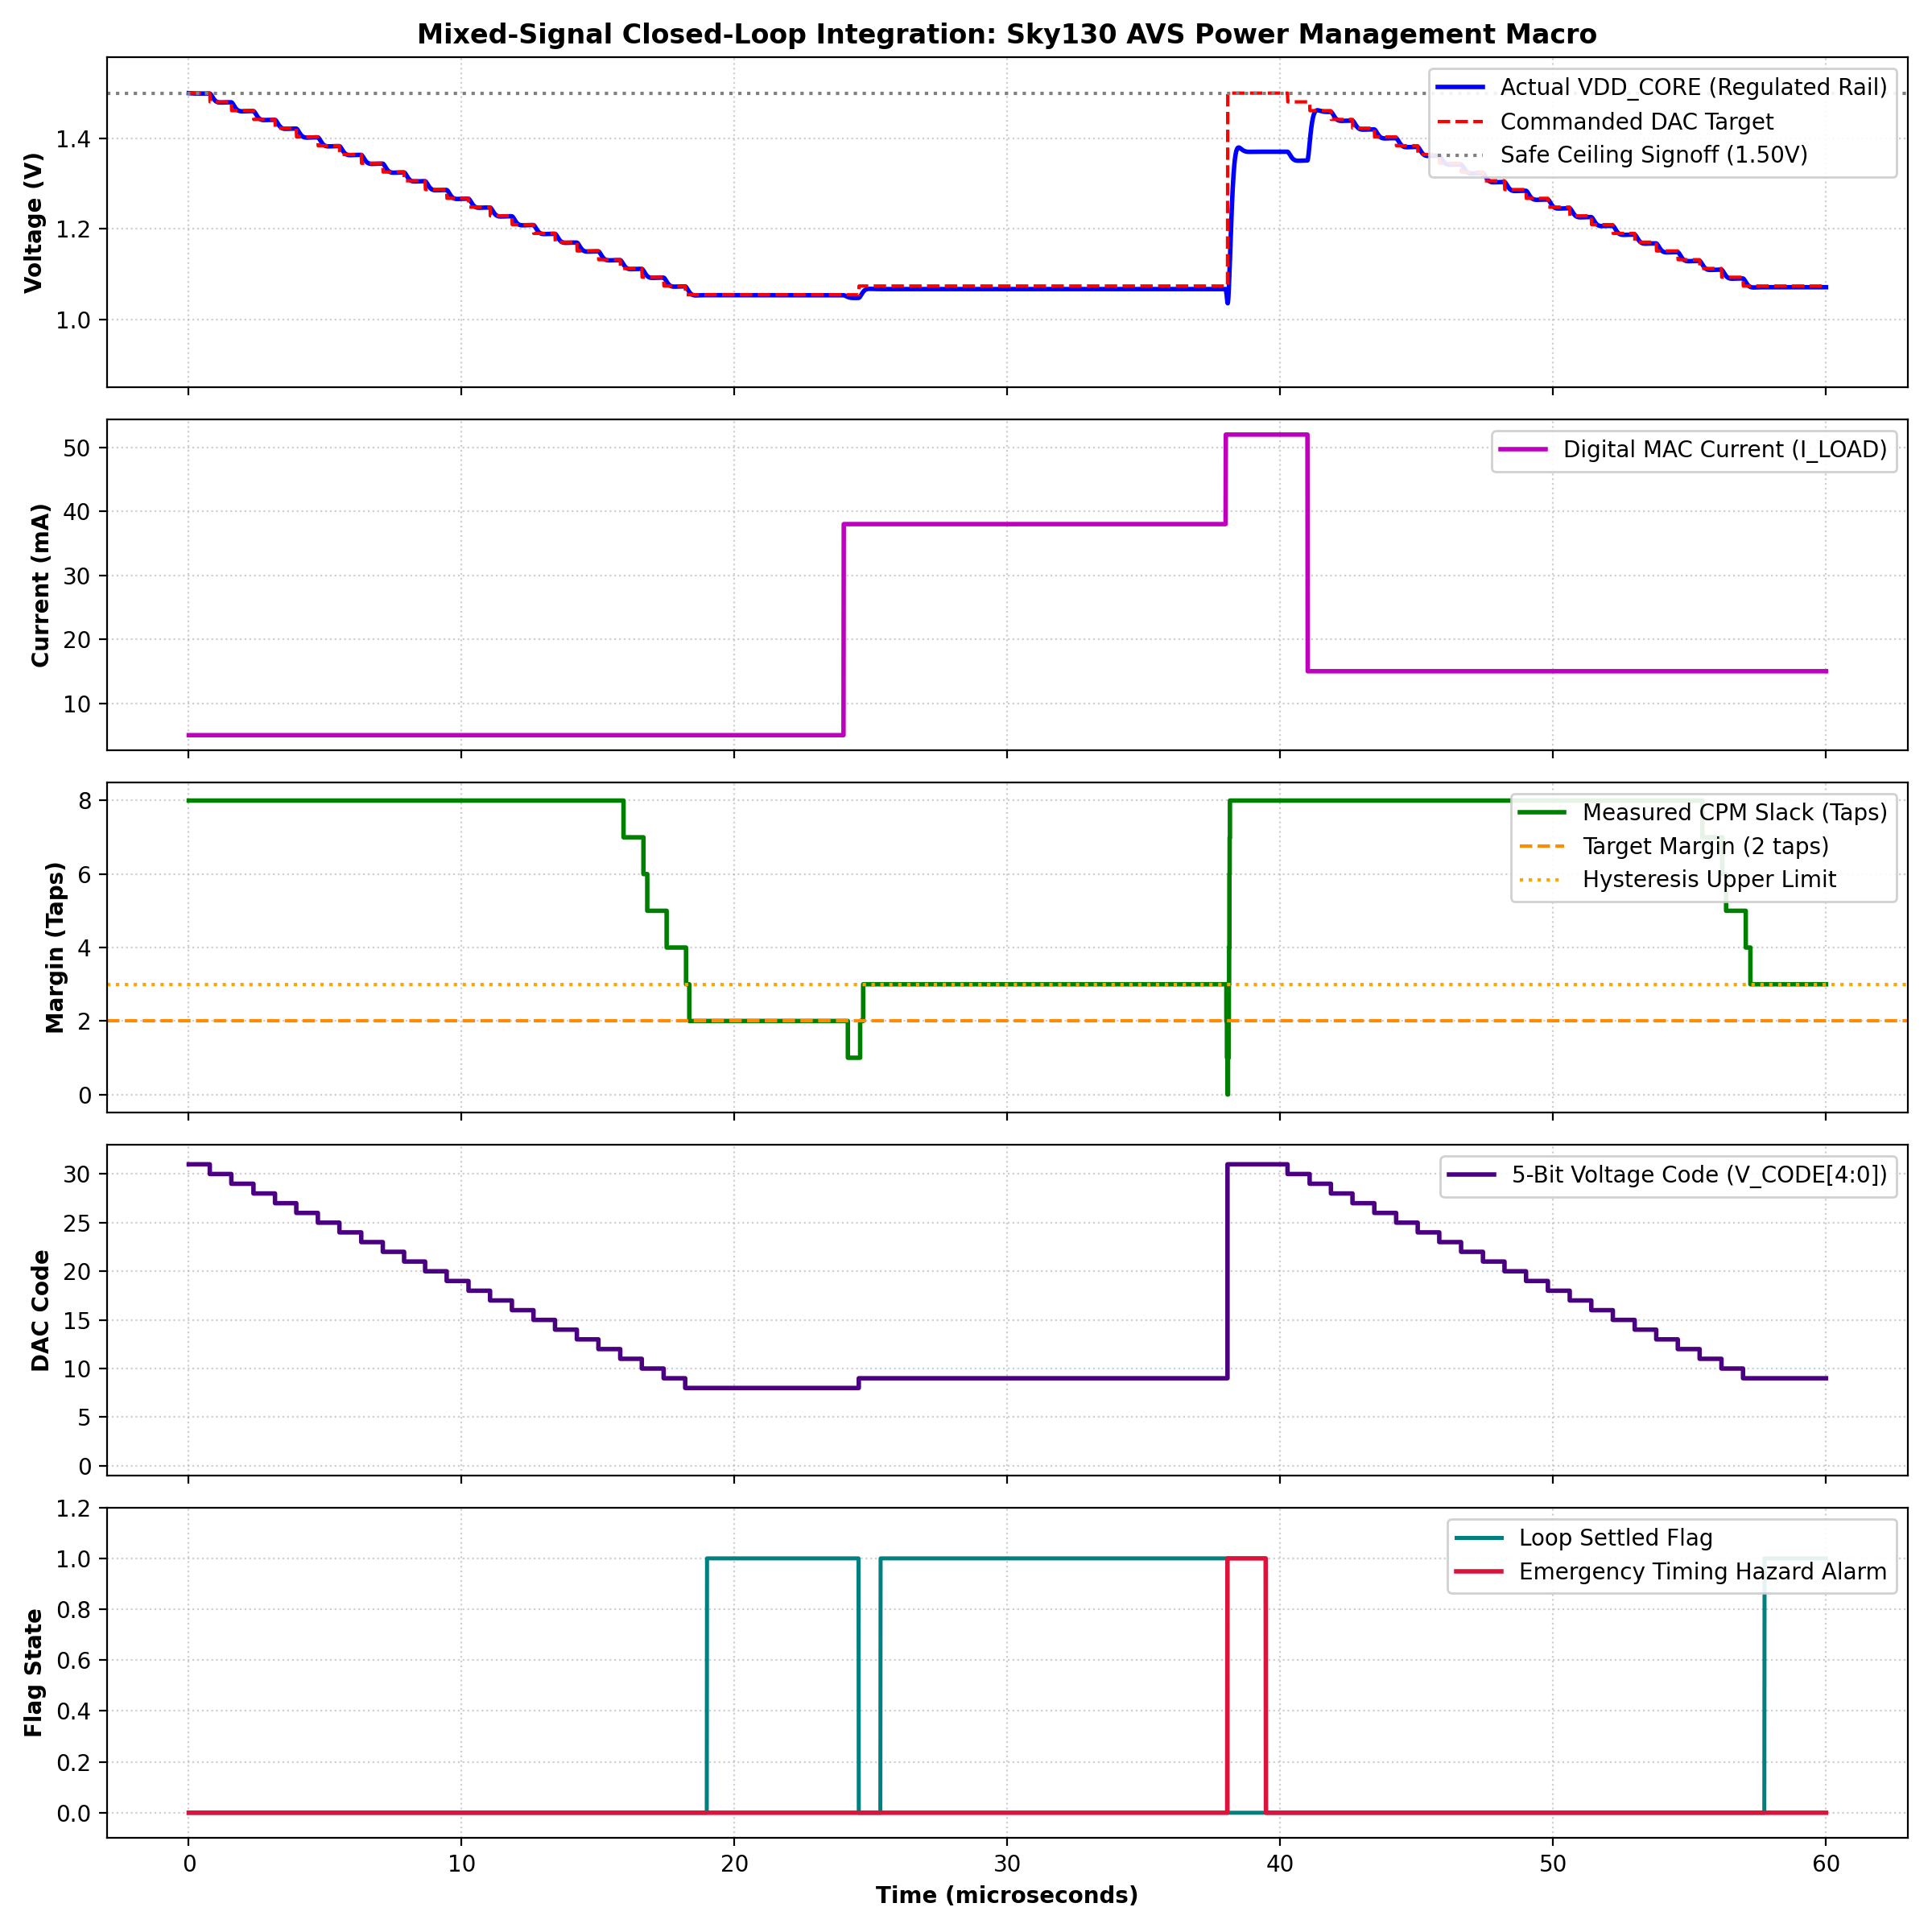 Mixed-Signal Closed-Loop Integration: Sky130 AVS Power Management Macro
Voltage (V)
1.4
1.2
1.0
Actual VDD_CORE (Regulated Rail)
Commanded DAC Target
Safe Ceiling Signoff (1.50V)
Current (mA)
50
40
30
20
10
Digital MAC Current (I_LOAD)
Margin (Taps)
8
6
4
2
0
Measured CPM Slack (Taps)
Target Margin (2 taps)
Hysteresis Upper Limit
DAC Code
30
25
20
15
10
5
0
5-Bit Voltage Code (V_CODE[4:0])
Flag State
1.2
1.0
0.8
0.6
0.4
0.2
0.0
Loop Settled Flag
Emergency Timing Hazard Alarm
0 10 20 30 40 50 60
Time (microseconds)